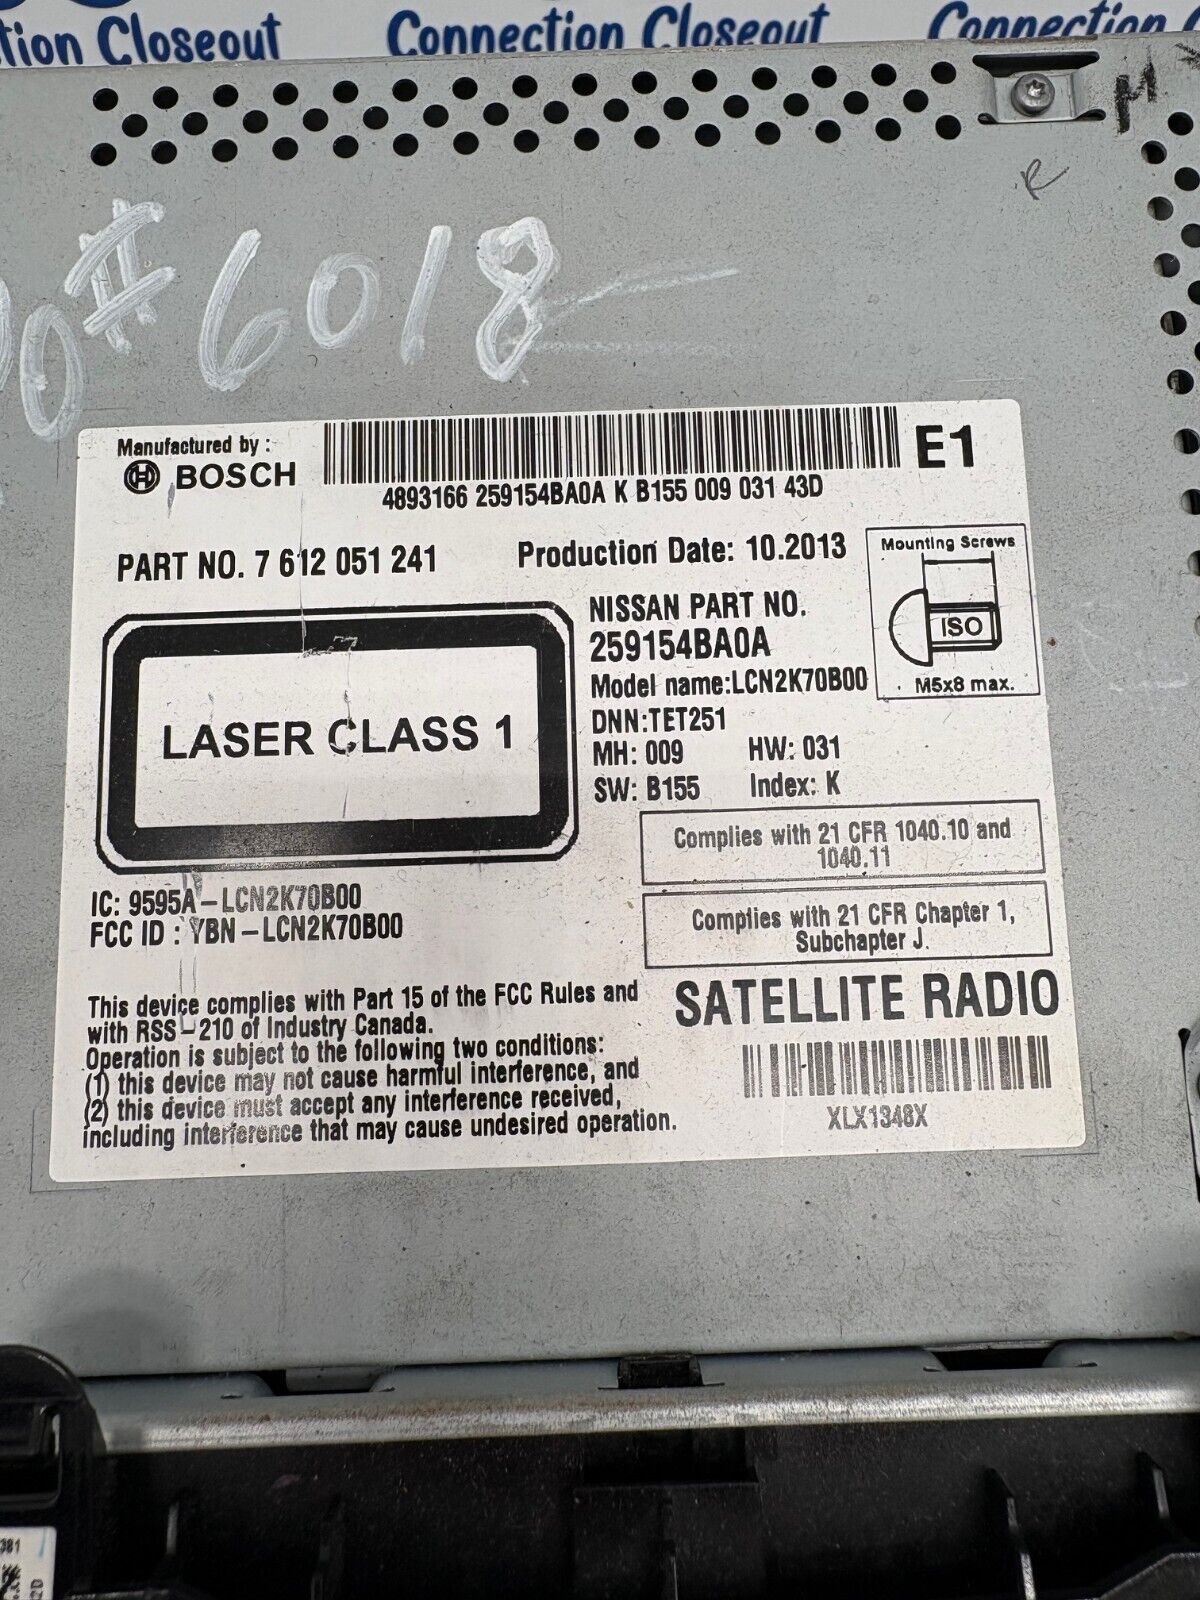 tion Closeout
Connection Closeout
Connection Closeout
#6018
Manufactured by :
BOSCH
4893166 259154BA0A K B155 009 031 43D
E1
PART NO. 7 612 051 241
Production Date: 10.2013
Mounting Screws
ISO
M5x8 max.
NISSAN PART NO.
259154BA0A
Model name:LCN2K70B00
DNN:TET251
MH: 009 HW: 031
SW: B155 Index: K
LASER CLASS 1
Complies with 21 CFR 1040.10 and
1040.11
IC: 9595A-LCN2K70B00
FCC ID : YBN-LCN2K70B00
Complies with 21 CFR Chapter 1,
Subchapter J.
This device complies with Part 15 of the FCC Rules and
with RSS-210 of Industry Canada.
Operation is subject to the following two conditions:
(1) this device may not cause harmful interference, and
(2) this device must accept any interference received,
including interference that may cause undesired operation.
SATELLITE RADIO
XLX1348X
381
2D